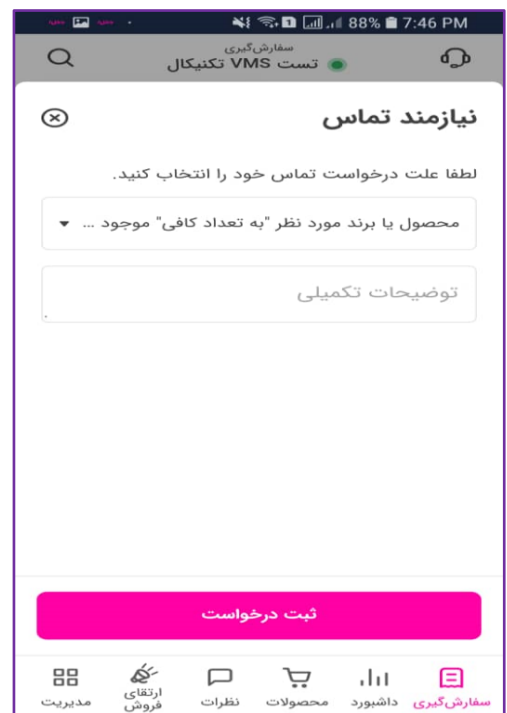 88% 7:46 PM
سفارش‌گیری
تست VMS تکنیکال
نیازمند تماس
لطفا علت درخواست تماس خود را انتخاب کنید.
محصول یا برند مورد نظر "به تعداد کافی" موجود ...
توضیحات تکمیلی
ثبت درخواست
سفارش‌گیری
داشبورد
محصولات
نظرات
ارتقای
فروش
مدیریت